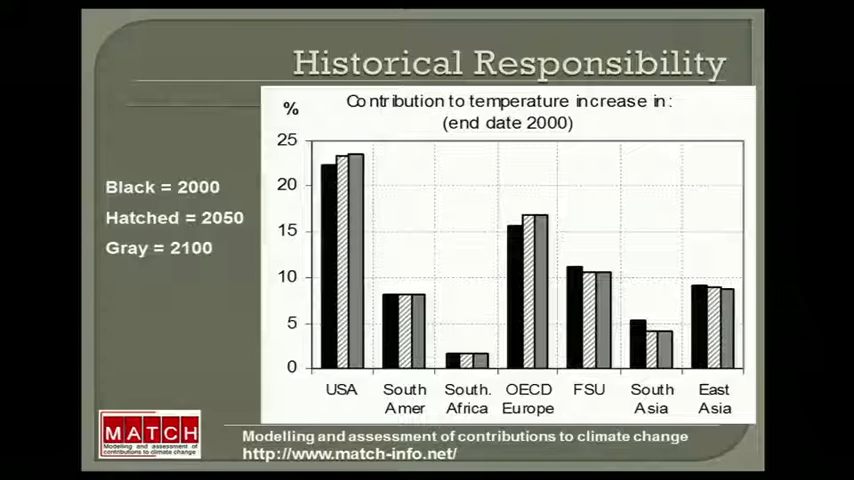 Historical Responsibility
Contribution to temperature increase in:
(end date 2000)
%
25
20
15
10
5
0
USA
South Amer
South. Africa
OECD Europe
FSU
South Asia
East Asia
Black = 2000
Hatched = 2050
Gray = 2100
MATCH
Modelling and assessment of
contributions to climate change
Modelling and assessment of contributions to climate change
http://www.match-info.net/